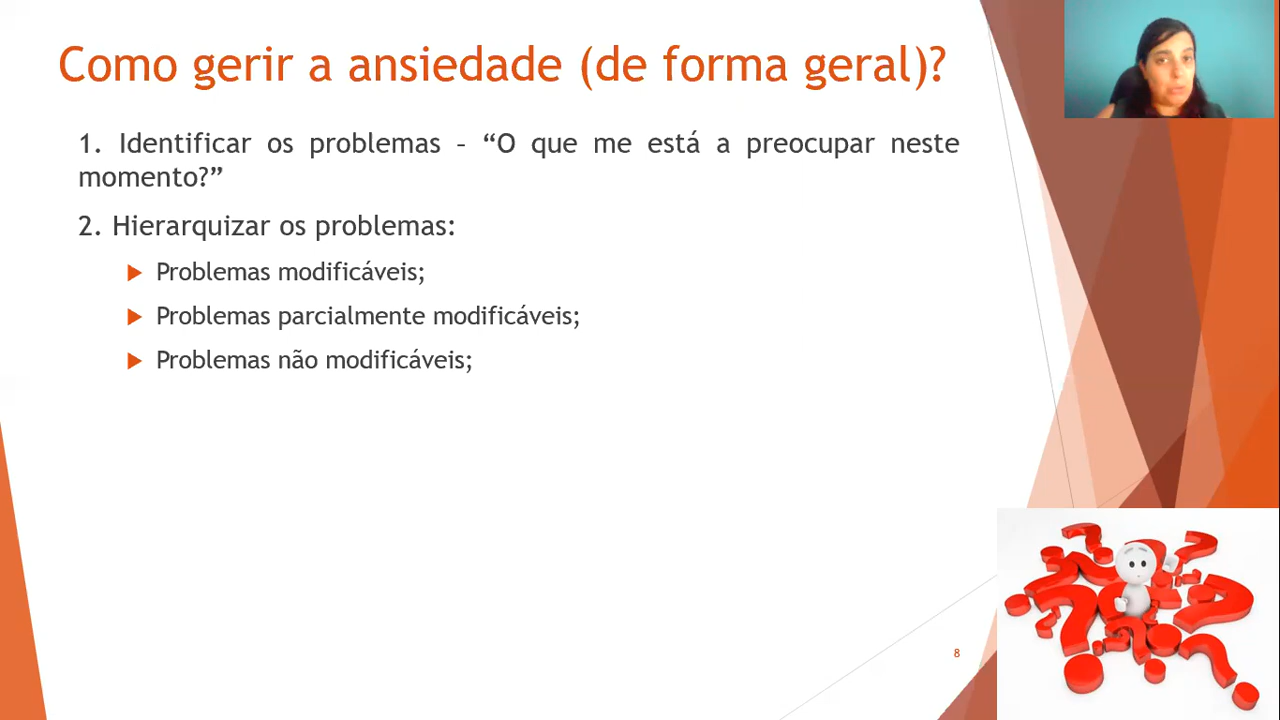 Como gerir a ansiedade (de forma geral)?
1. Identificar os problemas – “O que me está a preocupar neste
momento?”
2. Hierarquizar os problemas:
Problemas modificáveis;
Problemas parcialmente modificáveis;
Problemas não modificáveis;
8